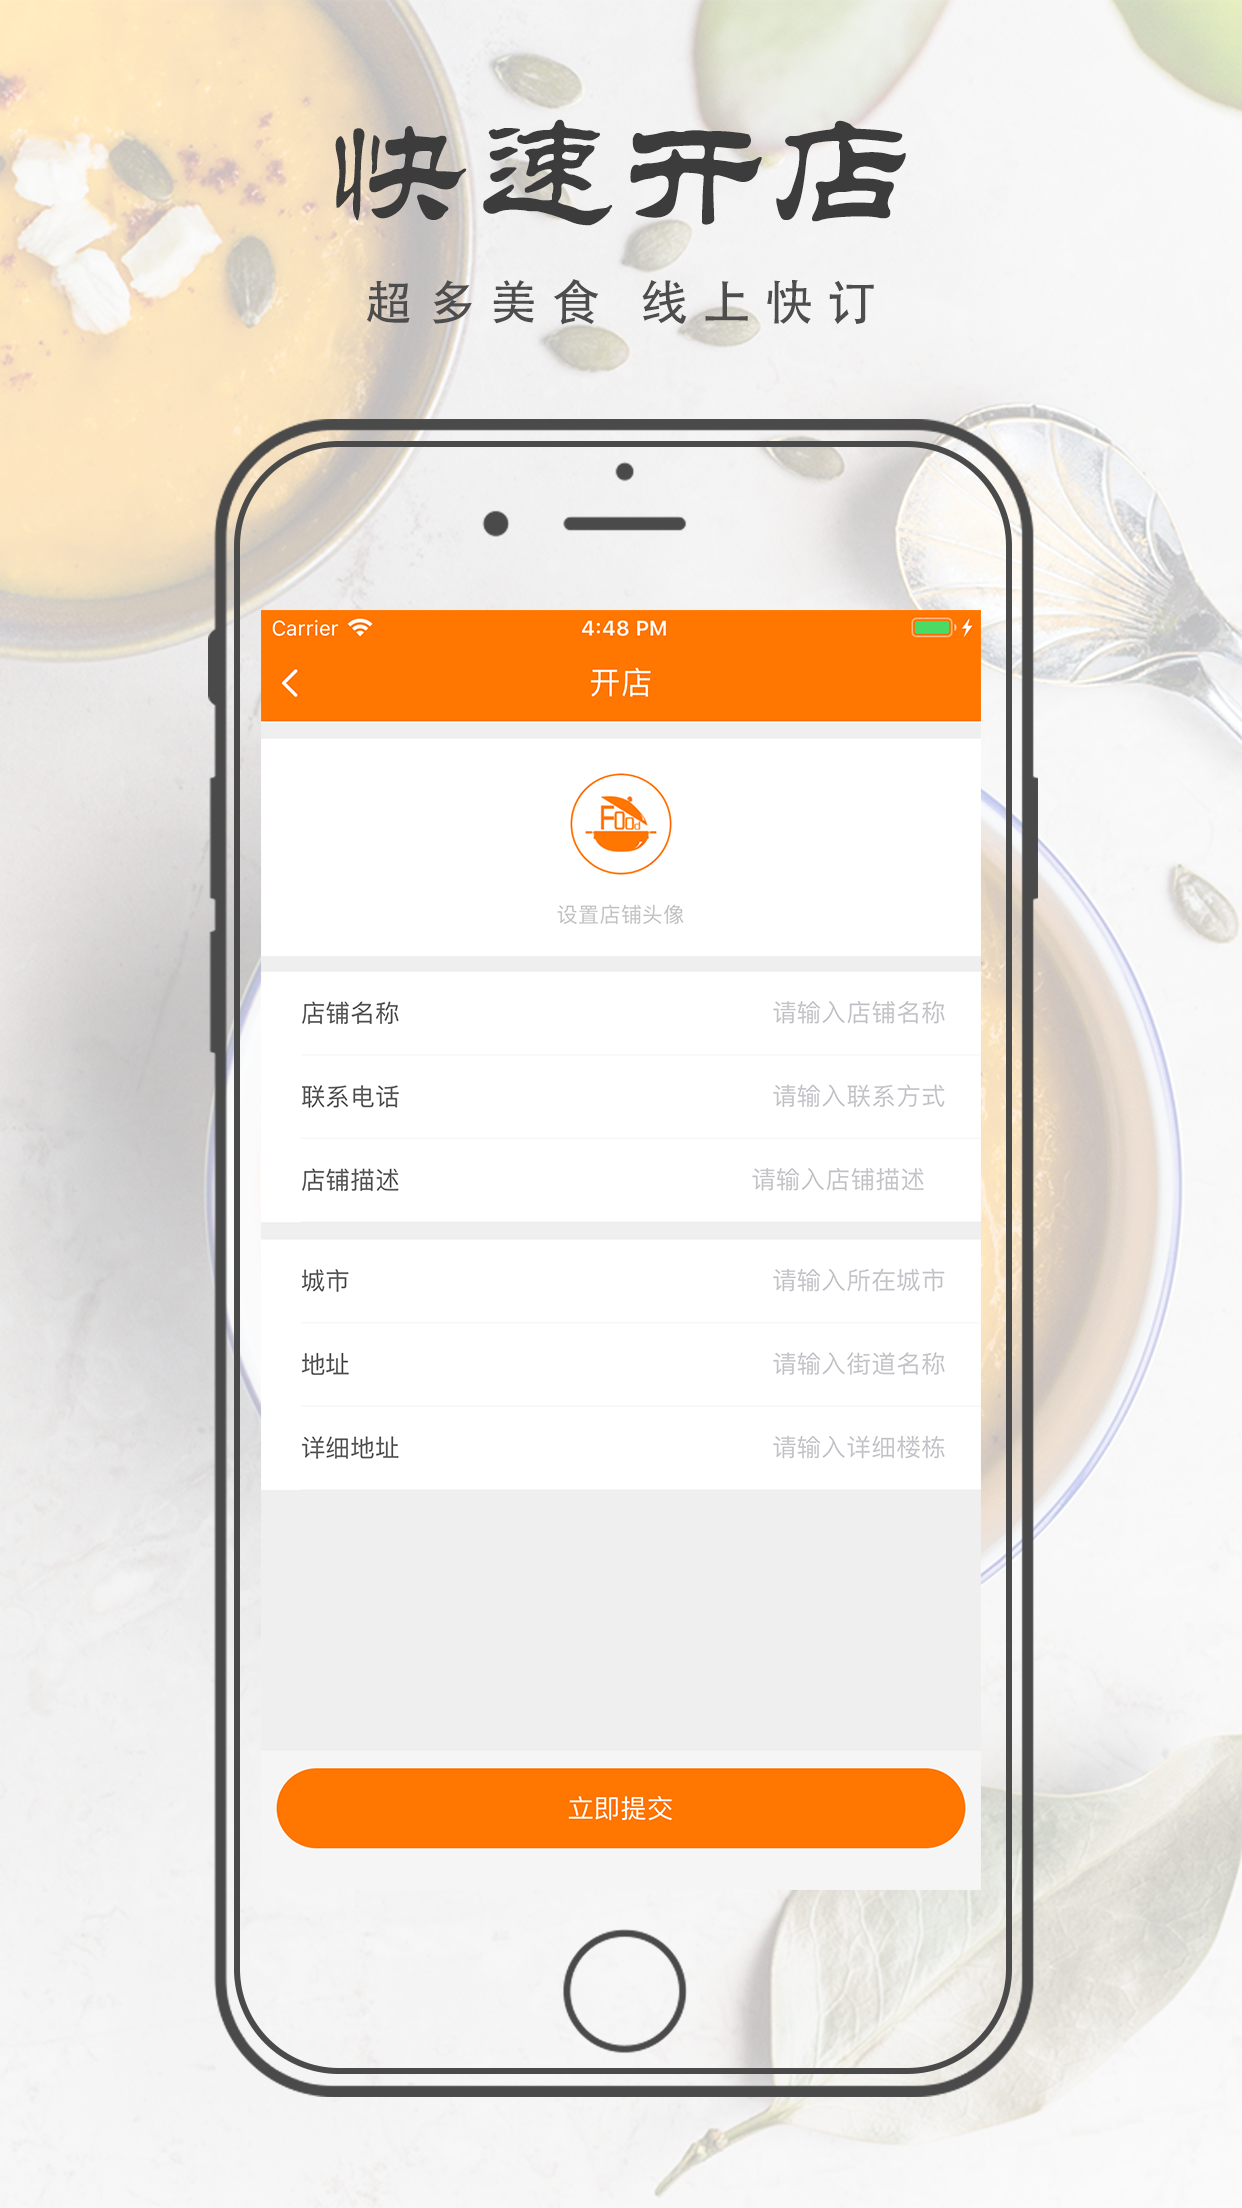 快速开店
超多美食 线上快订
Carrier 4:48 PM
开店
Food
设置店铺头像
店铺名称 请输入店铺名称
联系电话 请输入联系方式
店铺描述 请输入店铺描述
城市 请输入所在城市
地址 请输入街道名称
详细地址 请输入详细楼栋
立即提交